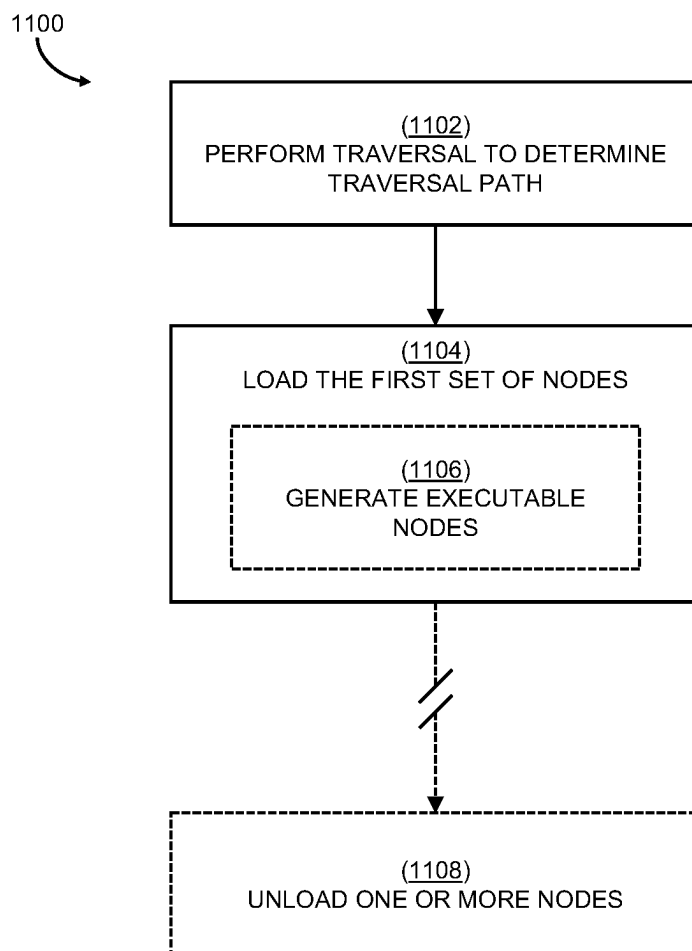 1100
(1102)
PERFORM TRAVERSAL TO DETERMINE
TRAVERSAL PATH
(1104)
LOAD THE FIRST SET OF NODES
(1106)
GENERATE EXECUTABLE
NODES
(1108)
UNLOAD ONE OR MORE NODES